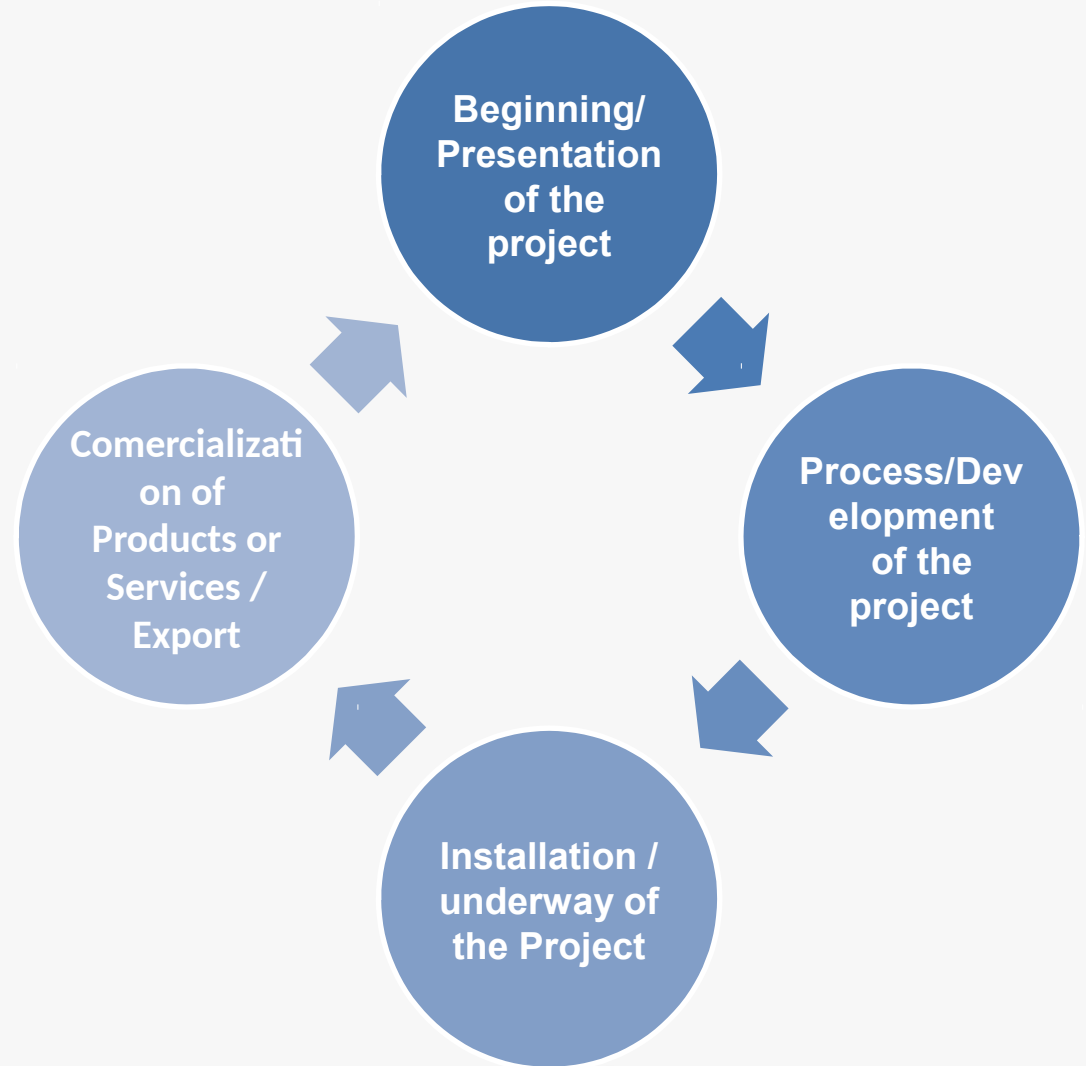 Beginning/
Presentation
of the
project
Process/Dev
elopment
of the
project
Installation /
underway of
the Project
Comercializati
on of
Products or
Services /
Export